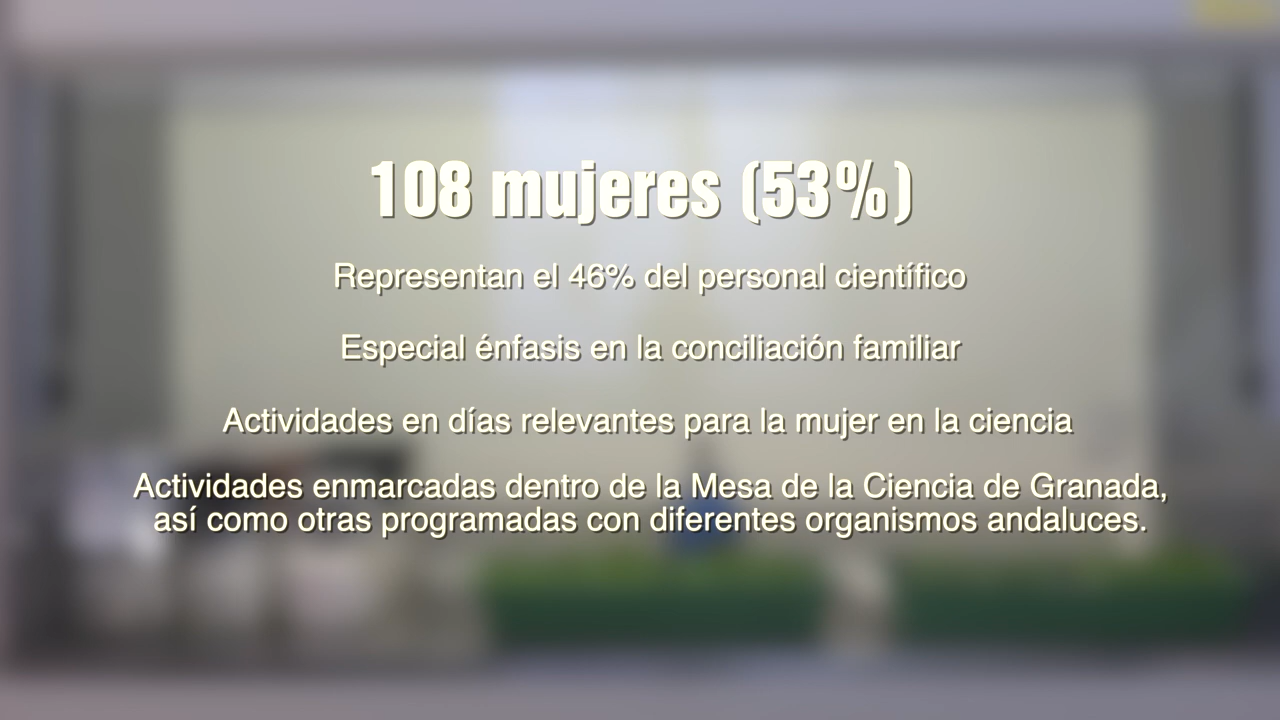 108 mujeres (53%)
Representan el 46% del personal científico
Especial énfasis en la conciliación familiar
Actividades en días relevantes para la mujer en la ciencia
Actividades enmarcadas dentro de la Mesa de la Ciencia de Granada,
así como otras programadas con diferentes organismos andaluces.